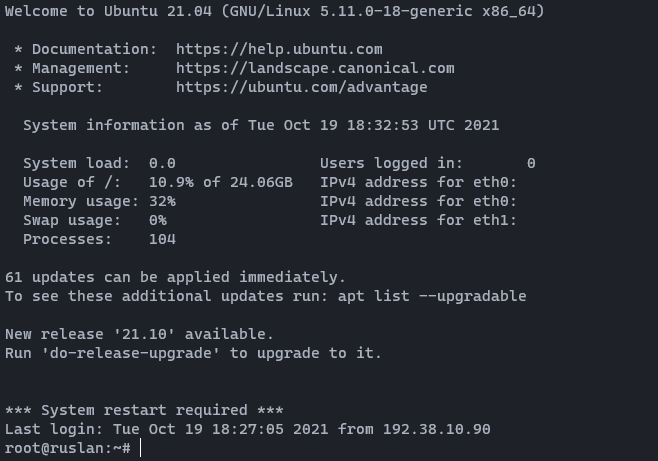 Welcome to Ubuntu 21.04 (GNU/Linux 5.11.0-18-generic x86_64)
* Documentation:  https://help.ubuntu.com
* Management:     https://landscape.canonical.com
* Support:        https://ubuntu.com/advantage
System information as of Tue Oct 19 18:32:53 UTC 2021
System load:  0.0                   Users logged in:       0
Usage of /:   10.9% of 24.06GB   IPv4 address for eth0:
Memory usage: 32%                IPv4 address for eth0:
Swap usage:   0%                 IPv4 address for eth1:
Processes:    104
61 updates can be applied immediately.
To see these additional updates run: apt list --upgradable
New release '21.10' available.
Run 'do-release-upgrade' to upgrade to it.
*** System restart required ***
Last login: Tue Oct 19 18:27:05 2021 from 192.38.10.90
root@ruslan:~#